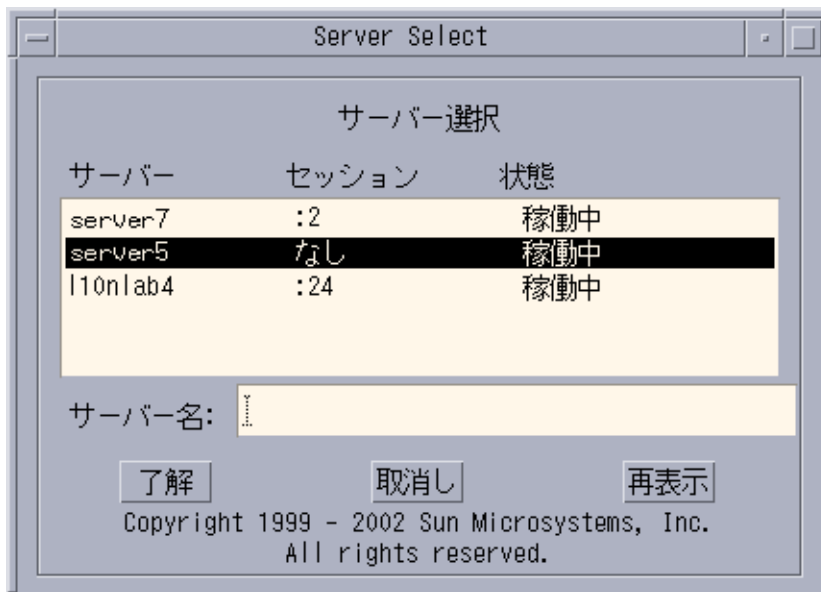 Server Select
サーバー選択
サーバー セッション 状態
server7 :2 稼働中
server5 なし 稼働中
l10nlab4 :24 稼働中
サーバー名:
了解 取消し 再表示
Copyright 1999 - 2002 Sun Microsystems, Inc.
All rights reserved.